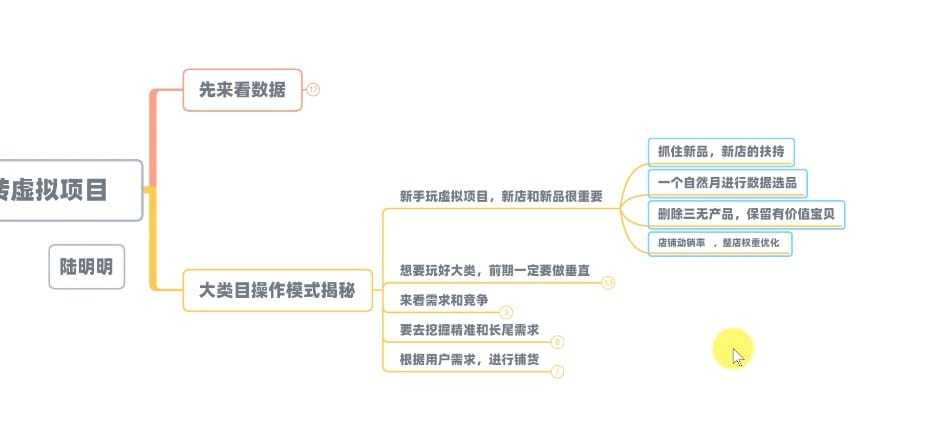 先来看数据
17
抓住新品，新店的扶持
一个自然月进行数据选品
新手玩虚拟项目，新店和新品很重要
虚拟项目
删除三无产品，保留有价值宝贝
店铺动销率 ，整店权重优化
陆明明
想要玩好大类，前期一定要做垂直
大类目操作模式揭秘
来看需求和竞争
3
要去挖掘精准和长尾需求
根据用户需求，进行铺货